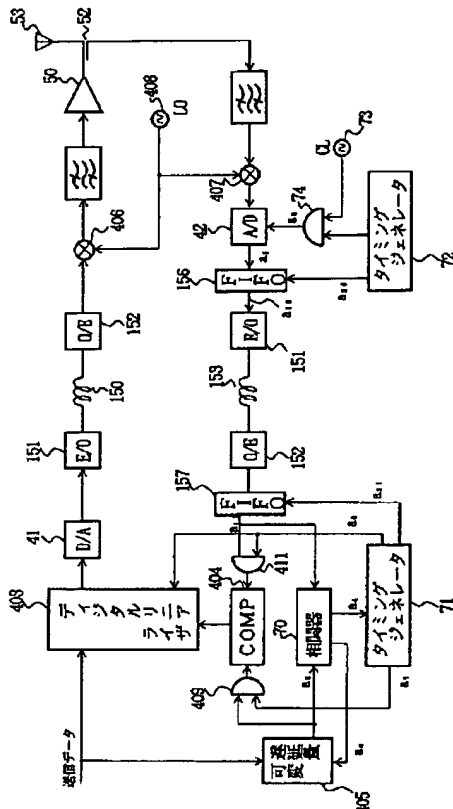 53
52
50
408
LO
406
407
CL
73
74
152
O/E
42
A/D
150
156
FIFO
タイミング
ジェネレータ
72
151
E/O
E/O
151
153
41
D/A
O/E
152
157
FIFO
403
ディジタルリニア
ライザ
411
404
COMP
70
相関器
タイミング
ジェネレータ
71
409
送信データ
遅延量
可変
405